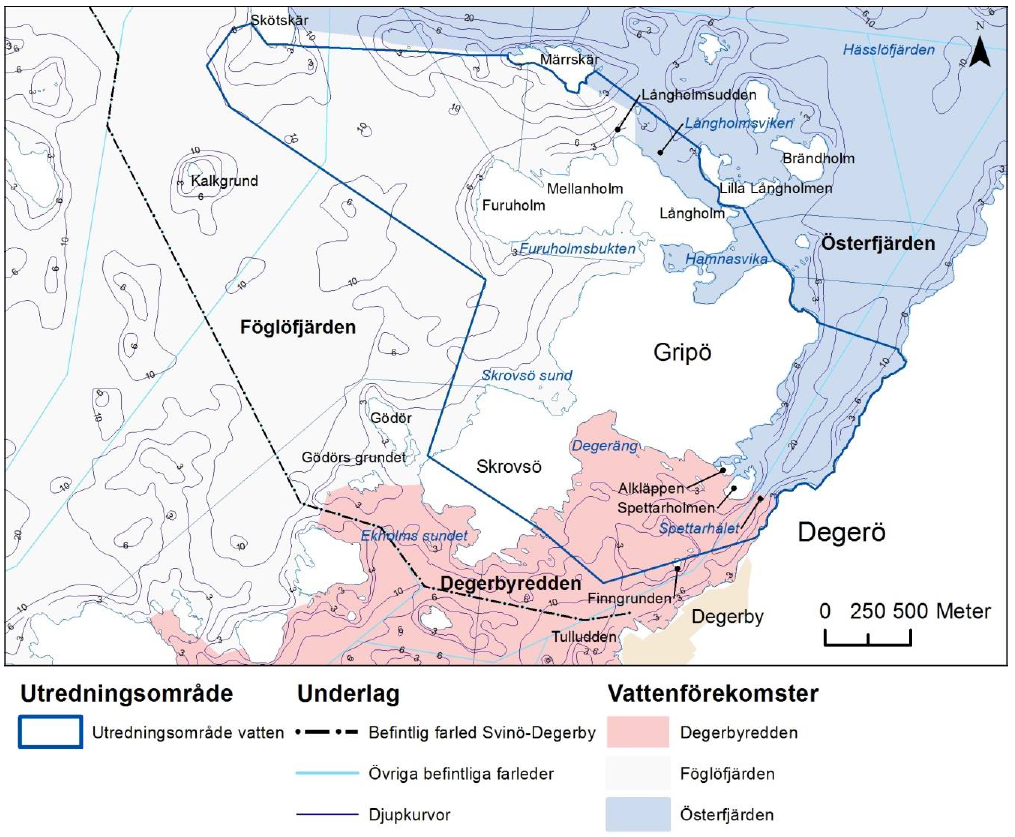 Skötskär
N
Hässlöfjärden
Märrskär
Långholmsudden
Långholmsviken
Brändholm
Kalkgrund
Mellanholm
Lilla Långholmen
Furuholm
Långholm
Österfjärden
Furuholmsbukten
Hamnasvika
Föglöfjärden
Gripö
Skrovsö sund
Gödör
Degeräng
Gödörs grundet
Skrovsö
Alkläppen
Spettarholmen
Spettarhålet
Degerö
Ekholms sundet
Degerbyredden
Finngrunden
Degerby
0 250 500 Meter
Tulludden
Utredningsområde
Utredningsområde vatten
Underlag
Befintlig farled Svinö-Degerby
Övriga befintliga farleder
Djupkurvor
Vattenförekomster
Degerbyredden
Föglöfjärden
Österfjärden